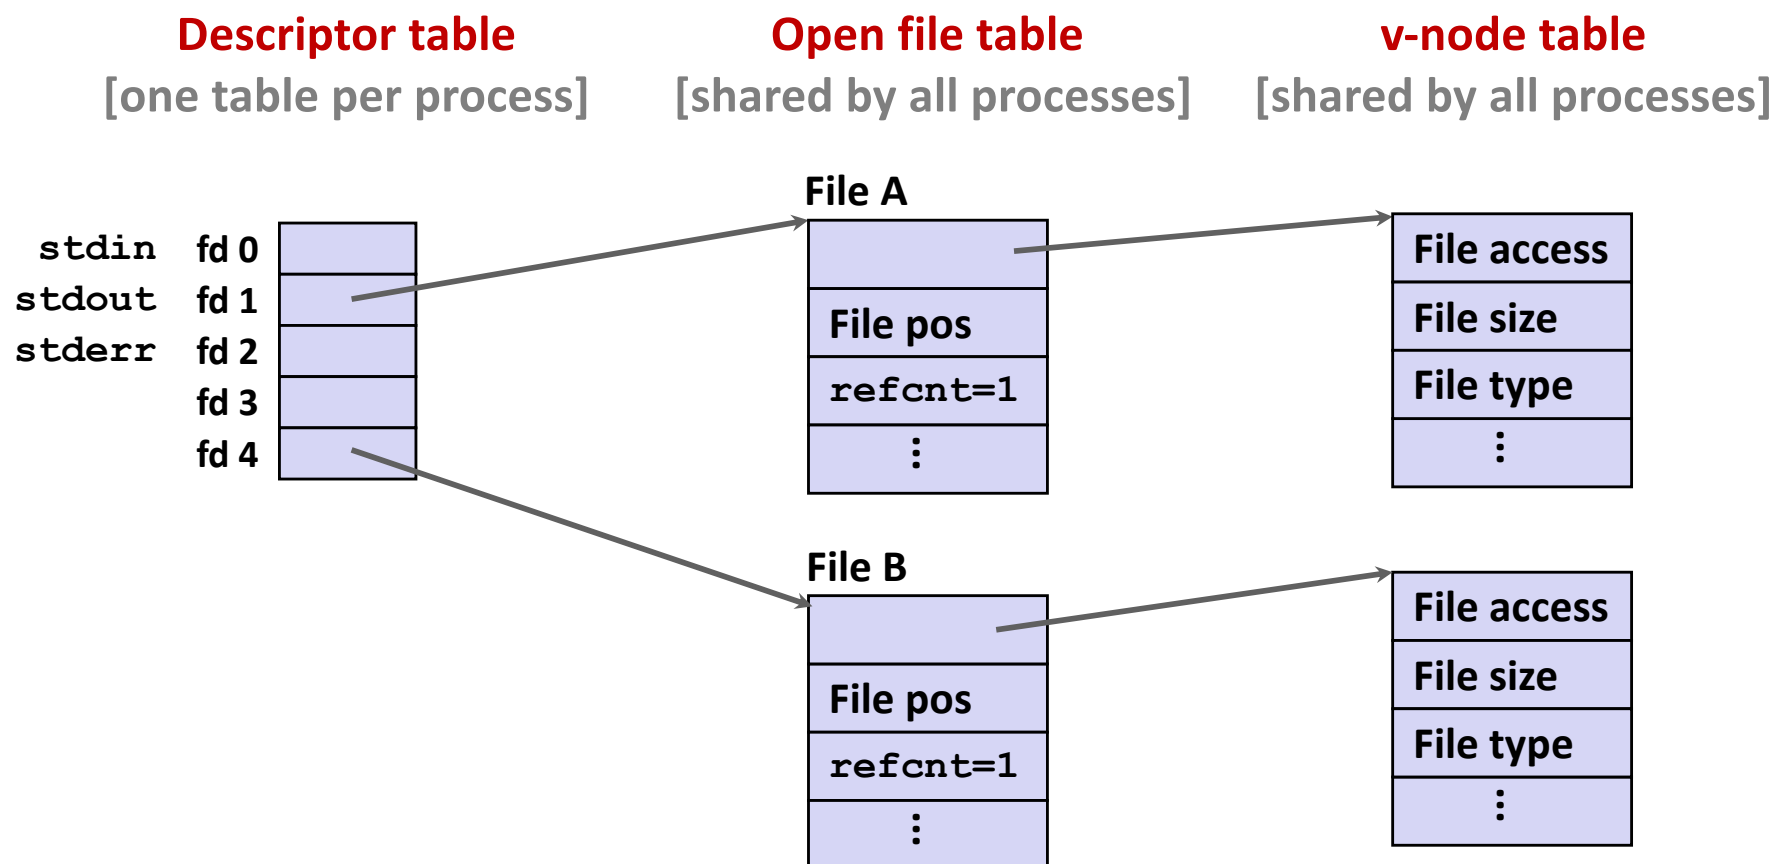 Descriptor table
[one table per process]
Open file table
[shared by all processes]
v-node table
[shared by all processes]
stdin fd 0
stdout fd 1
stderr fd 2
fd 3
fd 4
File A
File pos
refcnt=1
⋮
File access
File size
File type
⋮
File B
File pos
refcnt=1
⋮
File access
File size
File type
⋮